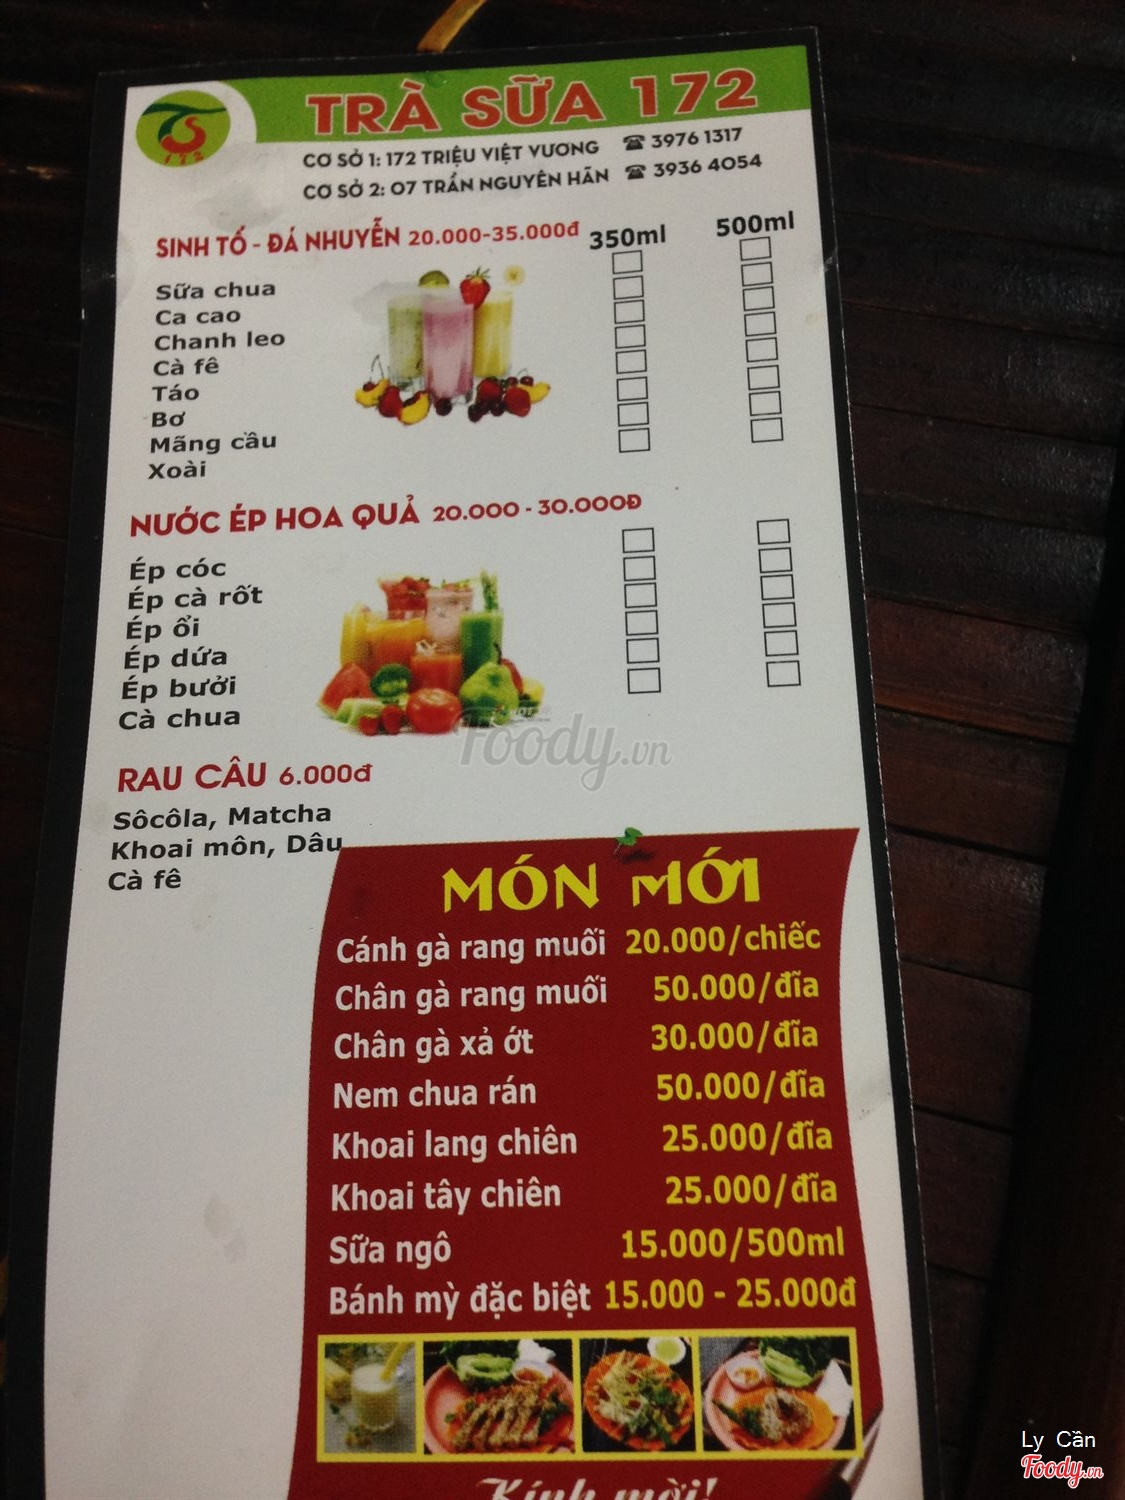 TRÀ SỮA 172
TS
172
CƠ SỞ 1: 172 TRIỆU VIỆT VƯƠNG ☎ 3976 1317
CƠ SỞ 2: 07 TRẦN NGUYÊN HÃN ☎ 3936 4054
SINH TỐ - ĐÁ NHUYỄN 20.000-35.000đ 350ml 500ml
Sữa chua
Ca cao
Chanh leo
Cà fê
Táo
Bơ
Mãng cầu
Xoài
NƯỚC ÉP HOA QUẢ 20.000 - 30.000Đ
Ép cóc
Ép cà rốt
Ép ổi
Ép dứa
Ép bưởi
Cà chua
Foody.vn
RAU CÂU 6.000đ
Sôcôla, Matcha
Khoai môn, Dâu
Cà fê
MÓN MỚI
Cánh gà rang muối 20.000/chiếc
Chân gà rang muối 50.000/đĩa
Chân gà xả ớt 30.000/đĩa
Nem chua rán 50.000/đĩa
Khoai lang chiên 25.000/đĩa
Khoai tây chiên 25.000/đĩa
Sữa ngô 15.000/500ml
Bánh mỳ đặc biệt 15.000 - 25.000đ
Kính mời!
Ly Cần
Foody.vn